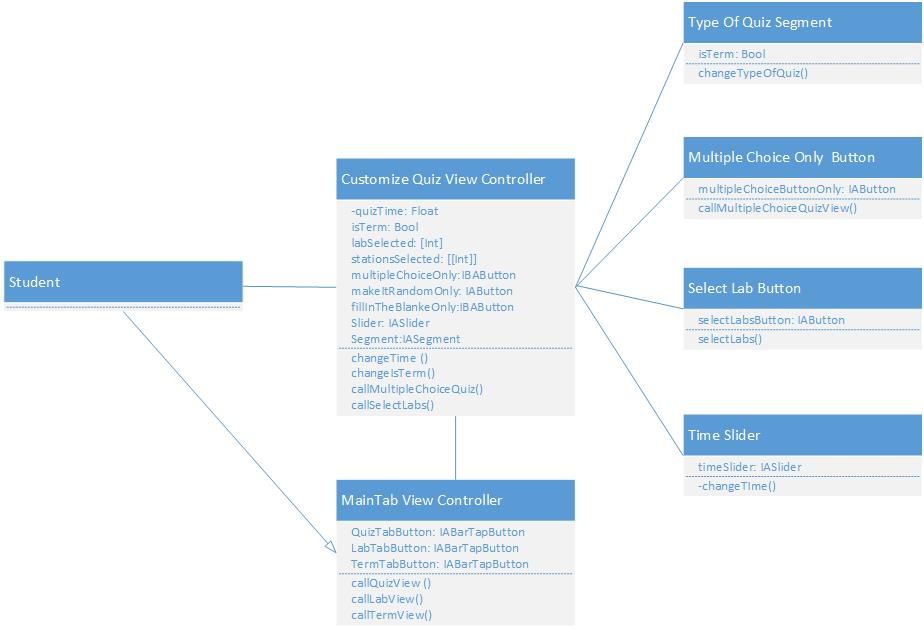 Type Of Quiz Segment
isTerm: Bool
changeTypeOfQuiz()
Multiple Choice Only  Button
multipleChoiceButtonOnly: IAButton
callMultipleChoiceQuizView()
Customize Quiz View Controller
-quizTime: Float
isTerm: Bool
labSelected: [Int]
stationsSelected: [[Int]]
multipleChoiceOnly:IBAButton
makeItRandomOnly: IAButton
fillInTheBlankeOnly:IBAButton
Slider: IASlider
Segment:IASegment
changeTime ()
changeIsTerm()
callMultipleChoiceQuiz()
callSelectLabs()
Student
Select Lab Button
selectLabsButton: IAButton
selectLabs()
Time Slider
timeSlider: IASlider
-changeTIme()
MainTab View Controller
QuizTabButton: IABarTapButton
LabTabButton: IABarTapButton
TermTabButton: IABarTapButton
callQuizView ()
callLabView()
callTermView()